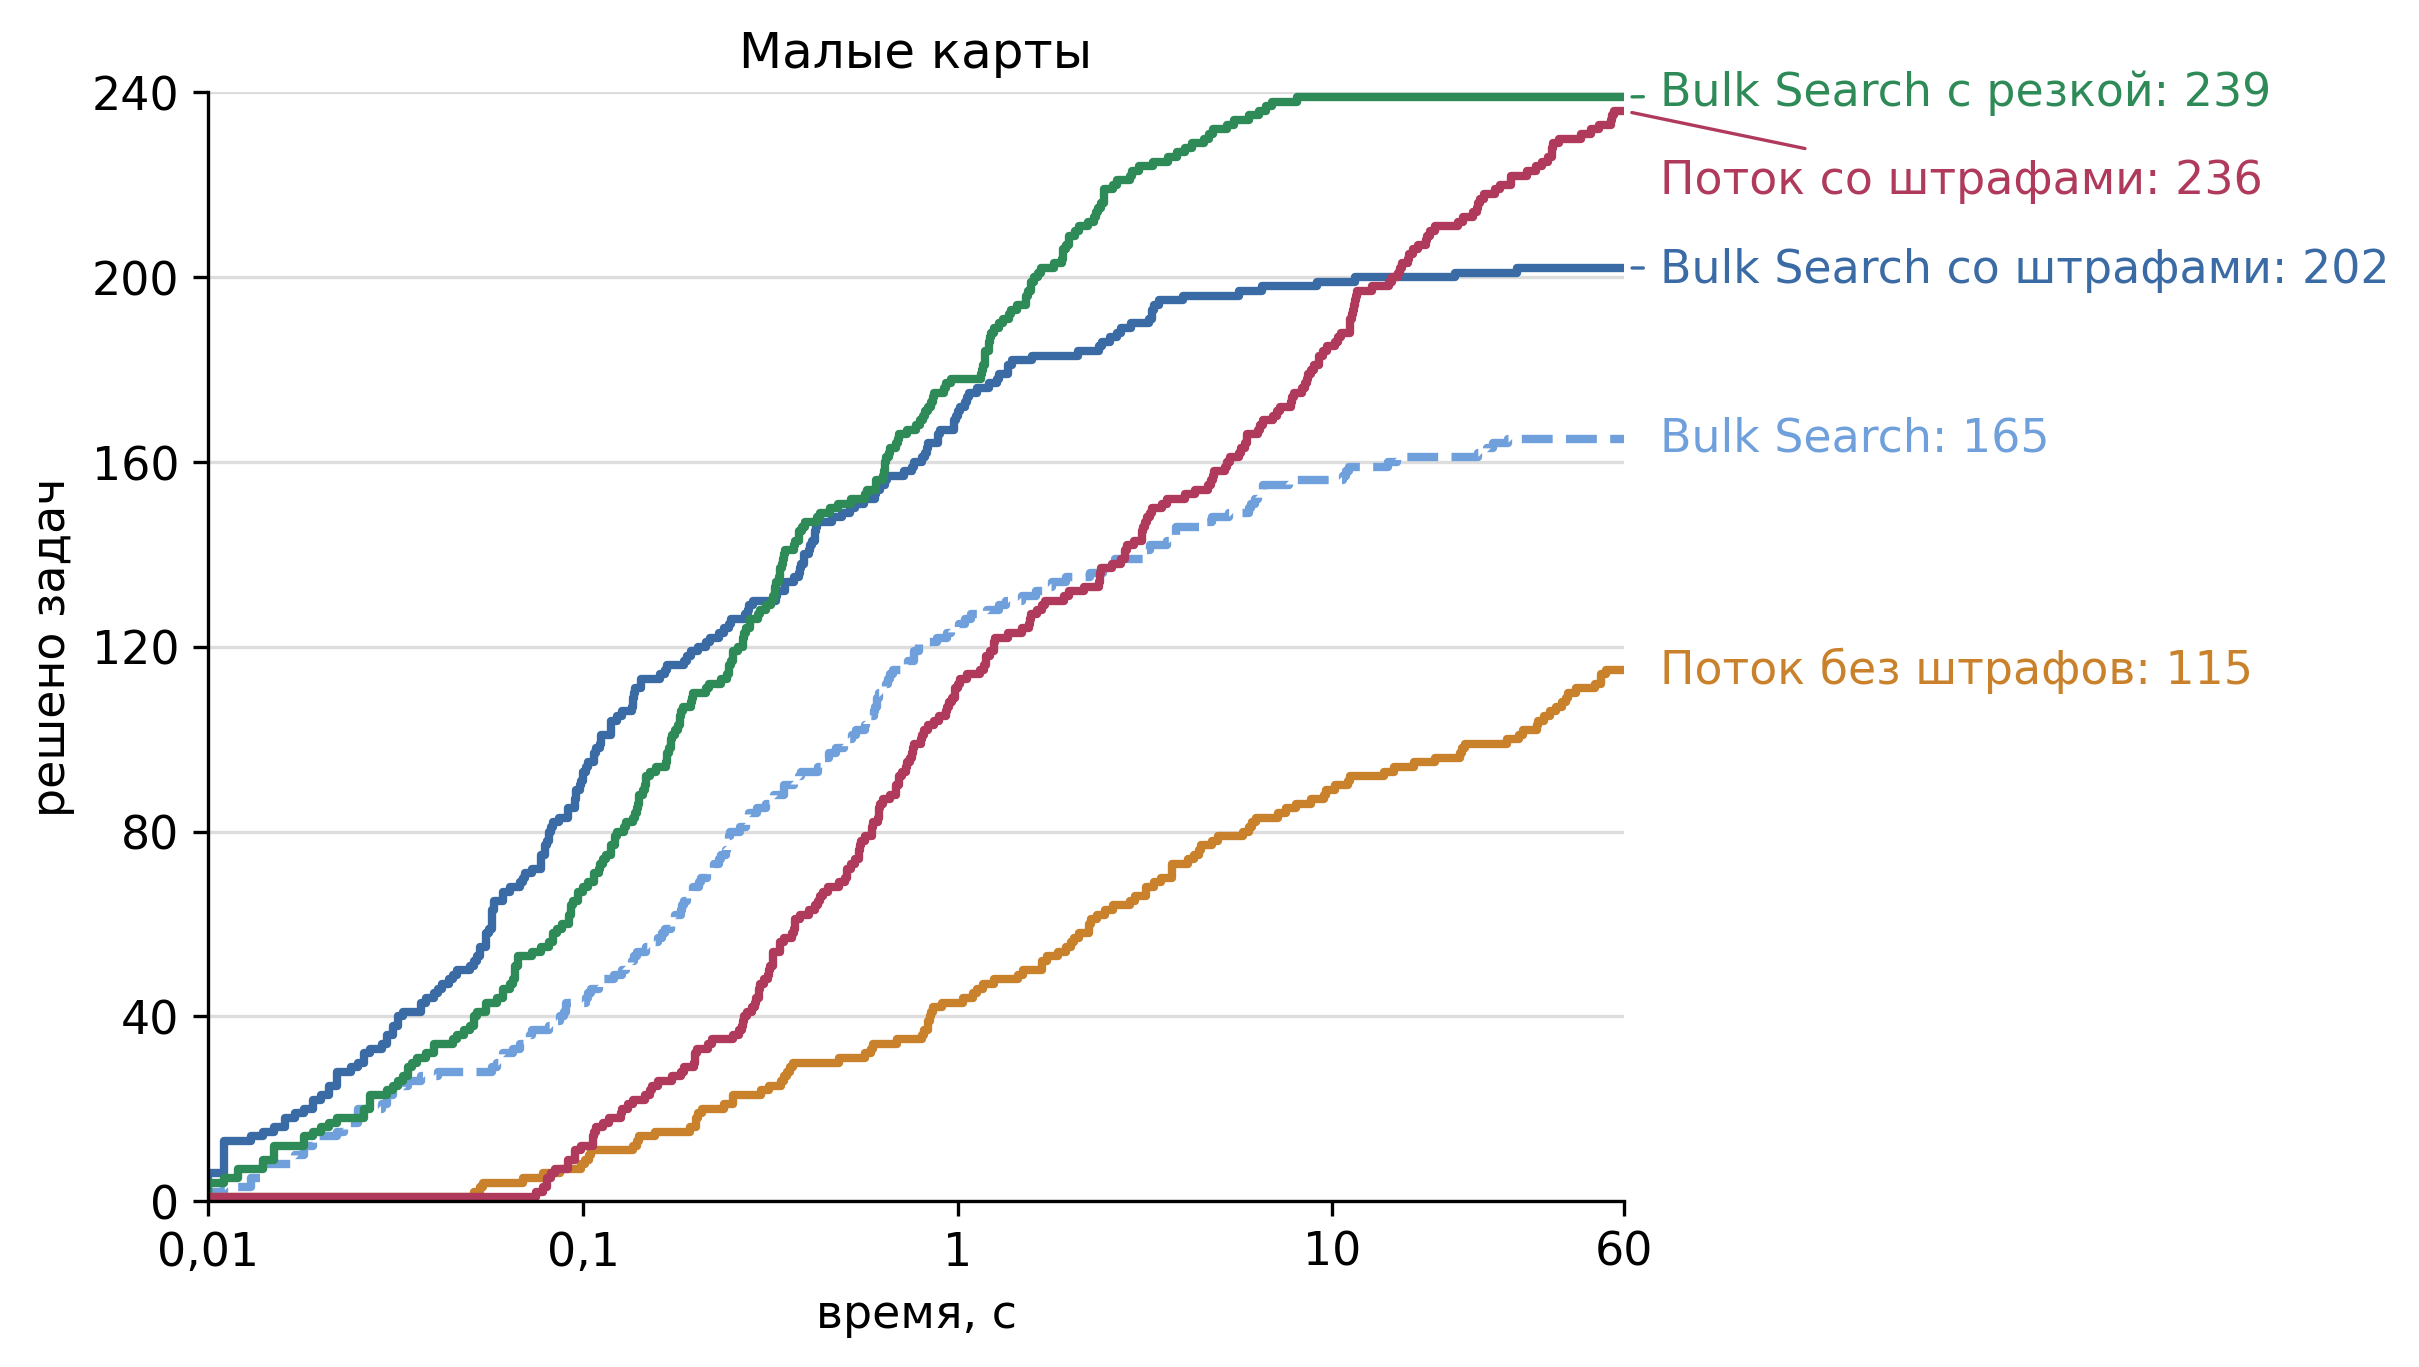 Малые карты
240
200
160
120
80
40
0
решено задач
0,01
0,1
1
10
60
время, с
Bulk Search с резкой: 239
Поток со штрафами: 236
Bulk Search со штрафами: 202
Bulk Search: 165
Поток без штрафов: 115